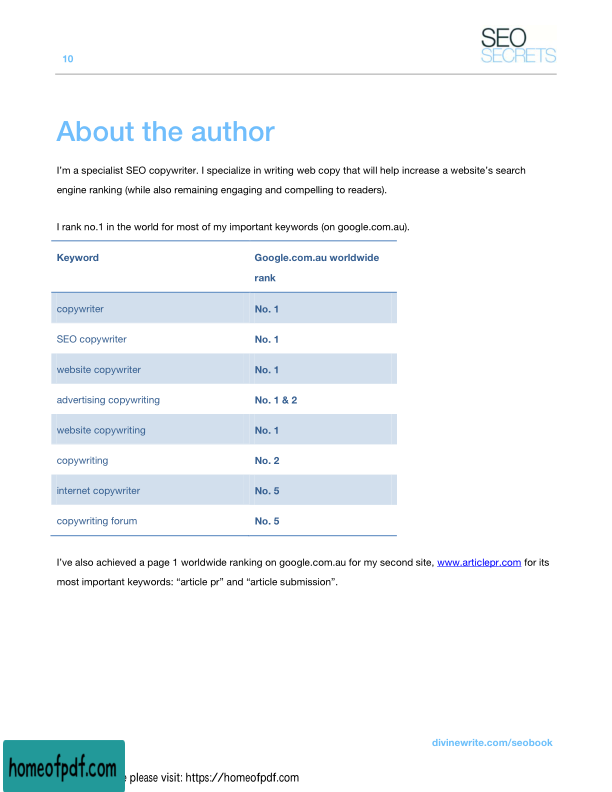 SEO
SECRETS
10
About the author
I'm a specialist SEO copywriter. I specialize in writing web copy that will help increase a website's search
engine ranking (while also remaining engaging and compelling to readers).
I rank no.1 in the world for most of my important keywords (on google.com.au).
Keyword Google.com.au worldwide
rank
copywriter No. 1
SEO copywriter No. 1
website copywriter No. 1
advertising copywriting No. 1 & 2
website copywriting No. 1
copywriting No. 2
internet copywriter No. 5
copywriting forum No. 5
I've also achieved a page 1 worldwide ranking on google.com.au for my second site, www.articlepr.com for its
most important keywords: “article pr” and “article submission”.
divinewrite.com/seobook
homeofpdf.com
please visit: https://homeofpdf.com